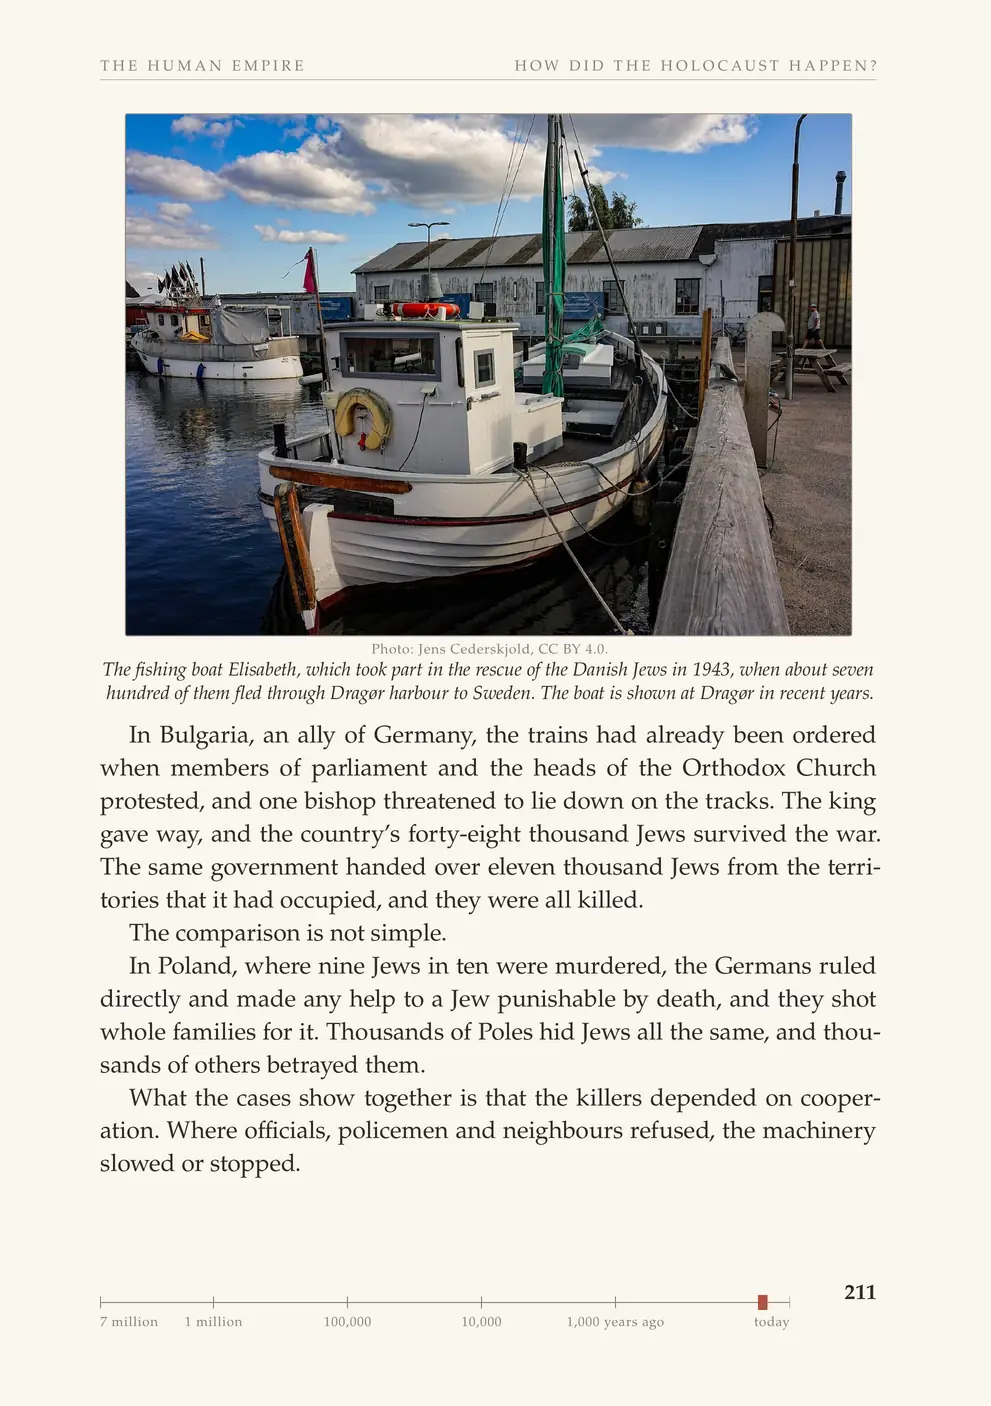 THE HUMAN EMPIRE
HOW DID THE HOLOCAUST HAPPEN?
Photo: Jens Cederskjold, CC BY 4.0.
The fishing boat Elisabeth, which took part in the rescue of the Danish Jews in 1943, when about seven
hundred of them fled through Dragør harbour to Sweden. The boat is shown at Dragør in recent years.
In Bulgaria, an ally of Germany, the trains had already been ordered
when members of parliament and the heads of the Orthodox Church
protested, and one bishop threatened to lie down on the tracks. The king
gave way, and the country’s forty-eight thousand Jews survived the war.
The same government handed over eleven thousand Jews from the terri-
tories that it had occupied, and they were all killed.
The comparison is not simple.
In Poland, where nine Jews in ten were murdered, the Germans ruled
directly and made any help to a Jew punishable by death, and they shot
whole families for it. Thousands of Poles hid Jews all the same, and thou-
sands of others betrayed them.
What the cases show together is that the killers depended on cooper-
ation. Where officials, policemen and neighbours refused, the machinery
slowed or stopped.
211
7 million 1 million 100,000 10,000 1,000 years ago today